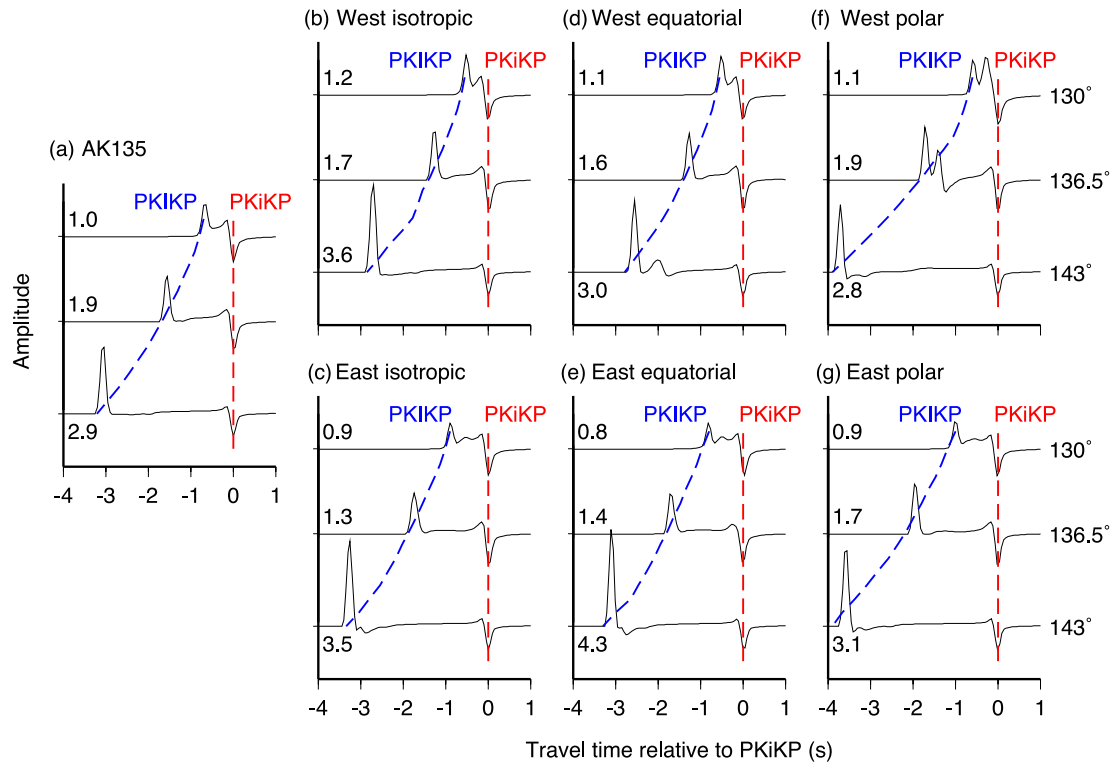 (b) West isotropic
(d) West equatorial
(f) West polar
PKIKP PKiKP
1.2
PKIKP PKiKP
1.1
PKIKP PKiKP
1.1
130°
1.7
1.6
1.9
136.5°
3.6
3.0
2.8
143°
(a) AK135
PKIKP PKiKP
1.0
1.9
2.9
-4 -3 -2 -1 0 1
Amplitude
(c) East isotropic
(e) East equatorial
(g) East polar
PKIKP PKiKP
0.9
PKIKP PKiKP
0.8
PKIKP PKiKP
0.9
130°
1.3
1.4
1.7
136.5°
3.5
4.3
3.1
143°
-4 -3 -2 -1 0 1
-4 -3 -2 -1 0 1
-4 -3 -2 -1 0 1
Travel time relative to PKiKP (s)